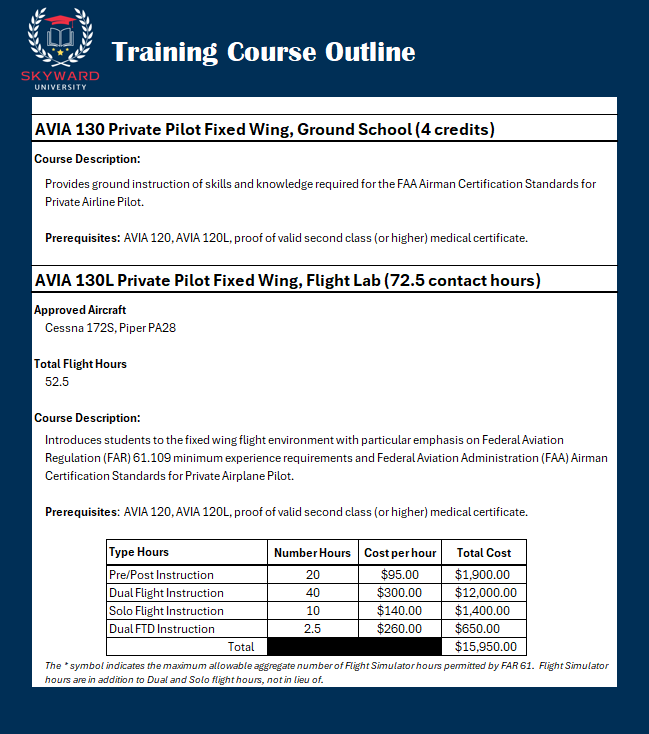 SKYWARD
UNIVERSITY
Training Course Outline
AVIA 130 Private Pilot Fixed Wing, Ground School (4 credits)
Course Description:
Provides ground instruction of skills and knowledge required for the FAA Airman Certification Standards for
Private Airline Pilot.
Prerequisites: AVIA 120, AVIA 120L, proof of valid second class (or higher) medical certificate.
AVIA 130L Private Pilot Fixed Wing, Flight Lab (72.5 contact hours)
Approved Aircraft
Cessna 172S, Piper PA28
Total Flight Hours
52.5
Course Description:
Introduces students to the fixed wing flight environment with particular emphasis on Federal Aviation
Regulation (FAR) 61.109 minimum experience requirements and Federal Aviation Administration (FAA) Airman
Certification Standards for Private Airplane Pilot.
Prerequisites: AVIA 120, AVIA 120L, proof of valid second class (or higher) medical certificate.
Type Hours Number Hours Cost per hour Total Cost
Pre/Post Instruction 20 $95.00 $1,900.00
Dual Flight Instruction 40 $300.00 $12,000.00
Solo Flight Instruction 10 $140.00 $1,400.00
Dual FTD Instruction 2.5 $260.00 $650.00
Total $15,950.00
The * symbol indicates the maximum allowable aggregate number of Flight Simulator hours permitted by FAR 61. Flight Simulator
hours are in addition to Dual and Solo flight hours, not in lieu of.